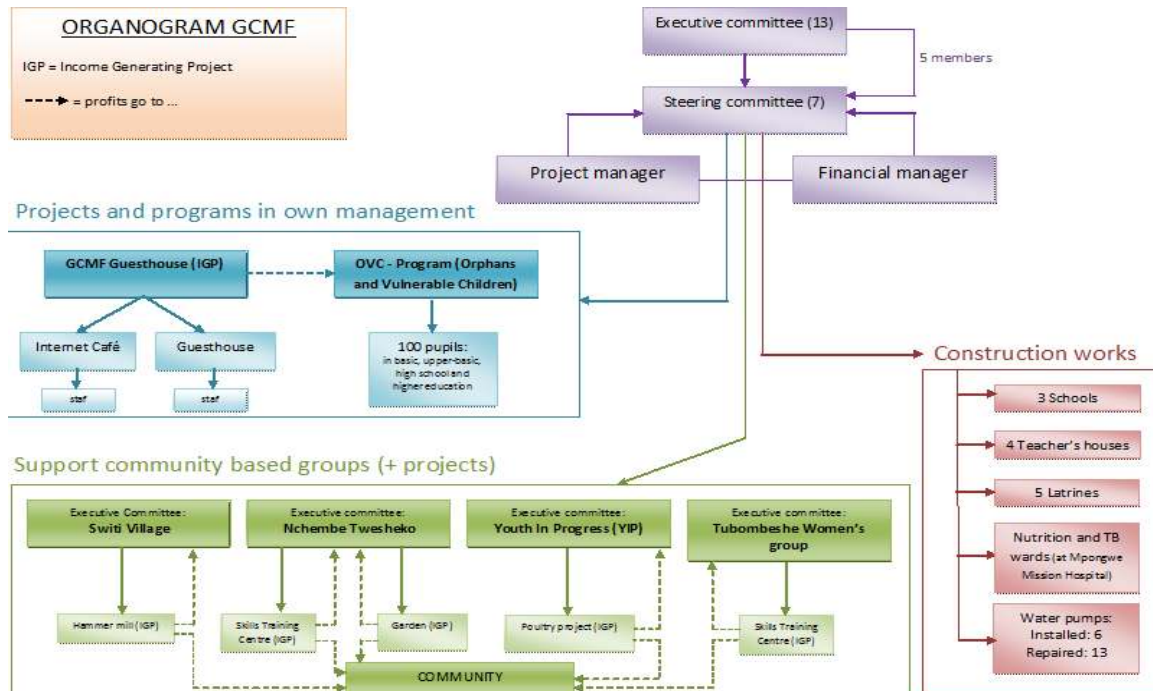 ORGANOGRAM GCMF
IGP = Income Generating Project
= profits go to ...
Executive committee (13)
5 members
Steering committee (7)
Project manager
Financial manager
Projects and programs in own management
GCMF Guesthouse (IGP)
OVC - Program (Orphans
and Vulnerable Children)
Internet Café
Guesthouse
100 pupils:
in basic, upper-basic,
high school and
higher education
staf
staf
Construction works
3 Schools
4 Teacher's houses
5 Latrines
Nutrition and TB
wards (at Mpongwe
Mission Hospital)
Water pumps:
Installed: 6
Repaired: 13
Support community based groups (+ projects)
Executive Committee:
Switi Village
Executive committee:
Nchembe Twesheko
Executive committee:
Youth In Progress (YIP)
Executive committee:
Tubombeshe Women's
group
Hammer mill (IGP)
Skills Training
Centre (IGP)
Garden (IGP)
Poultry project (IGP)
Skills Training
Centre (IGP)
COMMUNITY